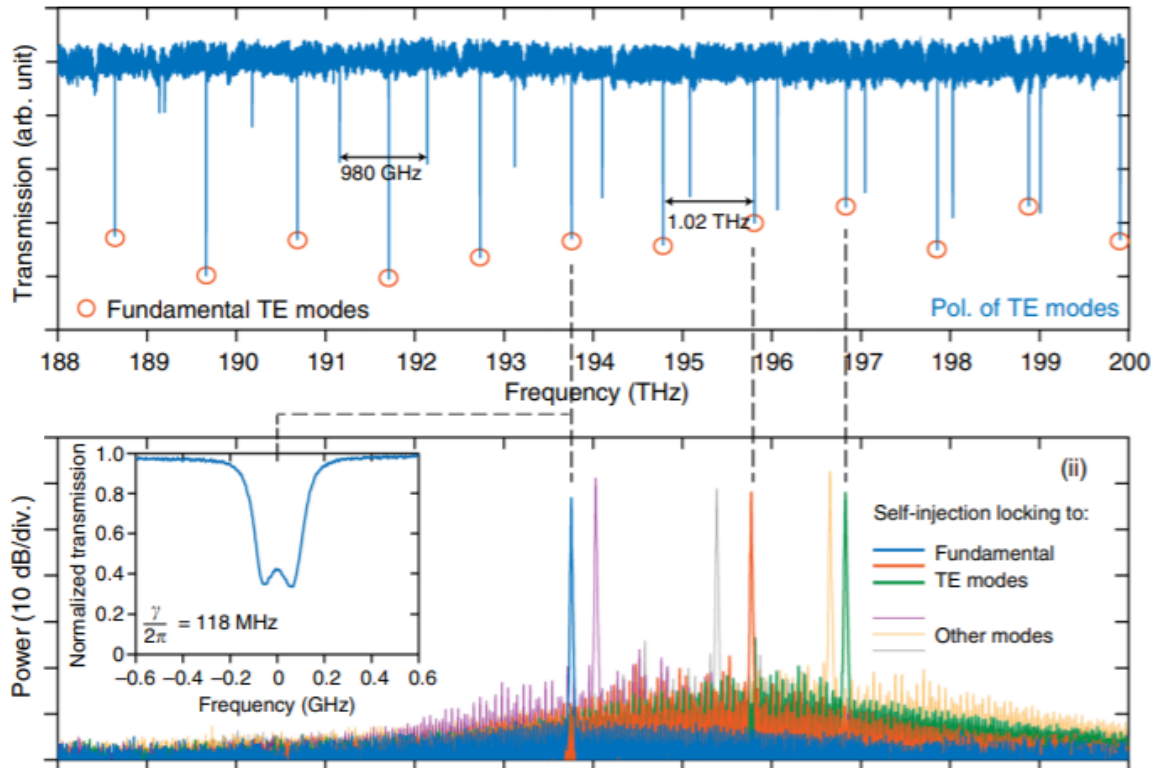 Transmission (arb. unit)
980 GHz
1.02 THz
Fundamental TE modes
Pol. of TE modes
188 189 190 191 192 193 194 195 196 197 198 199 200
Frequency (THz)
Power (10 dB/div.)
(ii)
Normalized transmission
1.0
0.8
0.6
0.4
0.2
0
γ/2π = 118 MHz
−0.6 −0.4 −0.2 0 0.2 0.4 0.6
Frequency (GHz)
Self-injection locking to:
Fundamental
TE modes
Other modes